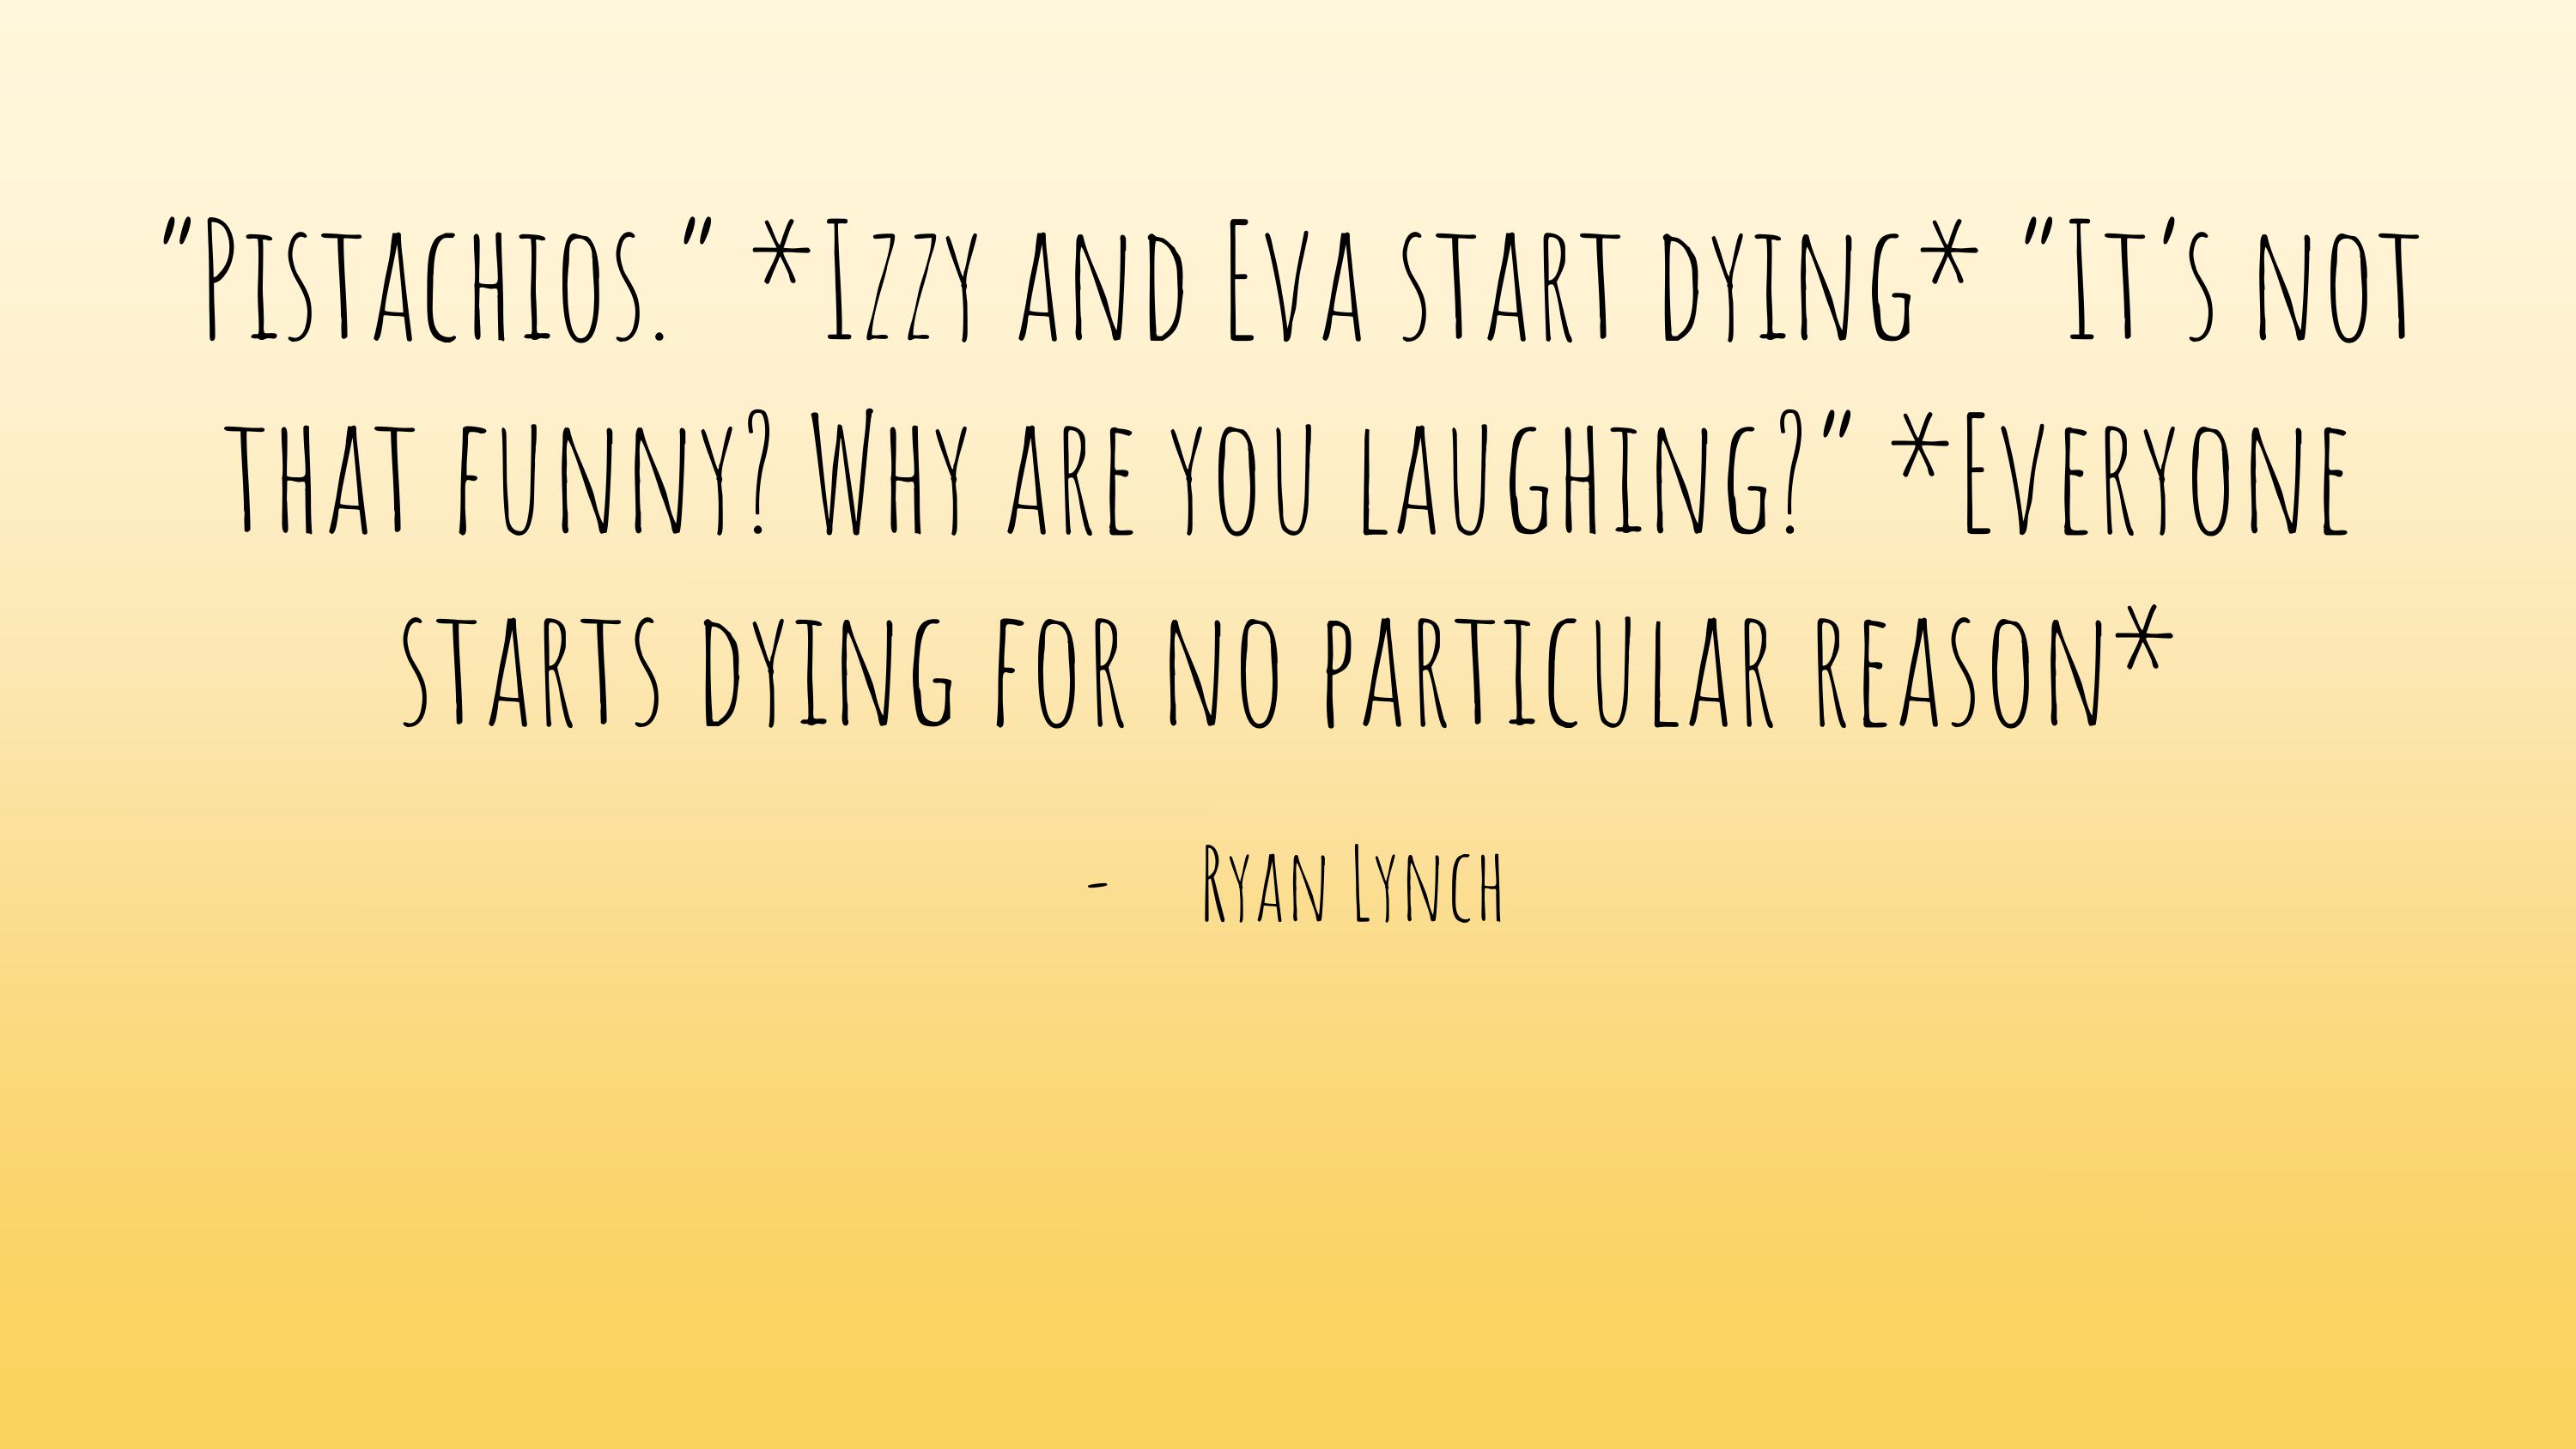 "Pistachios." *Izzy and Eva start dying* "It's not
that funny? Why are you laughing?" *Everyone
starts dying for no particular reason*
- Ryan Lynch